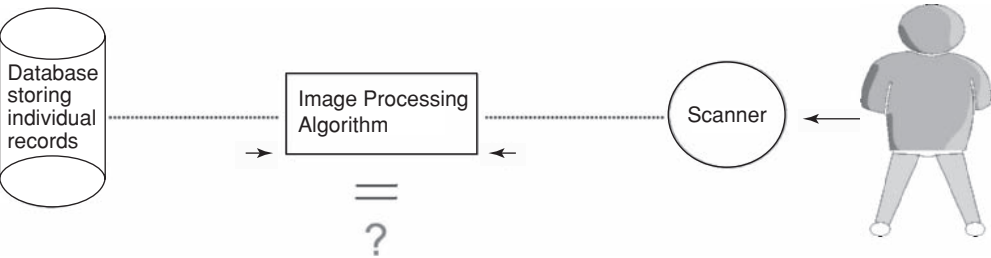 Database
storing
individual
records
Image Processing
Algorithm
Scanner
=
?